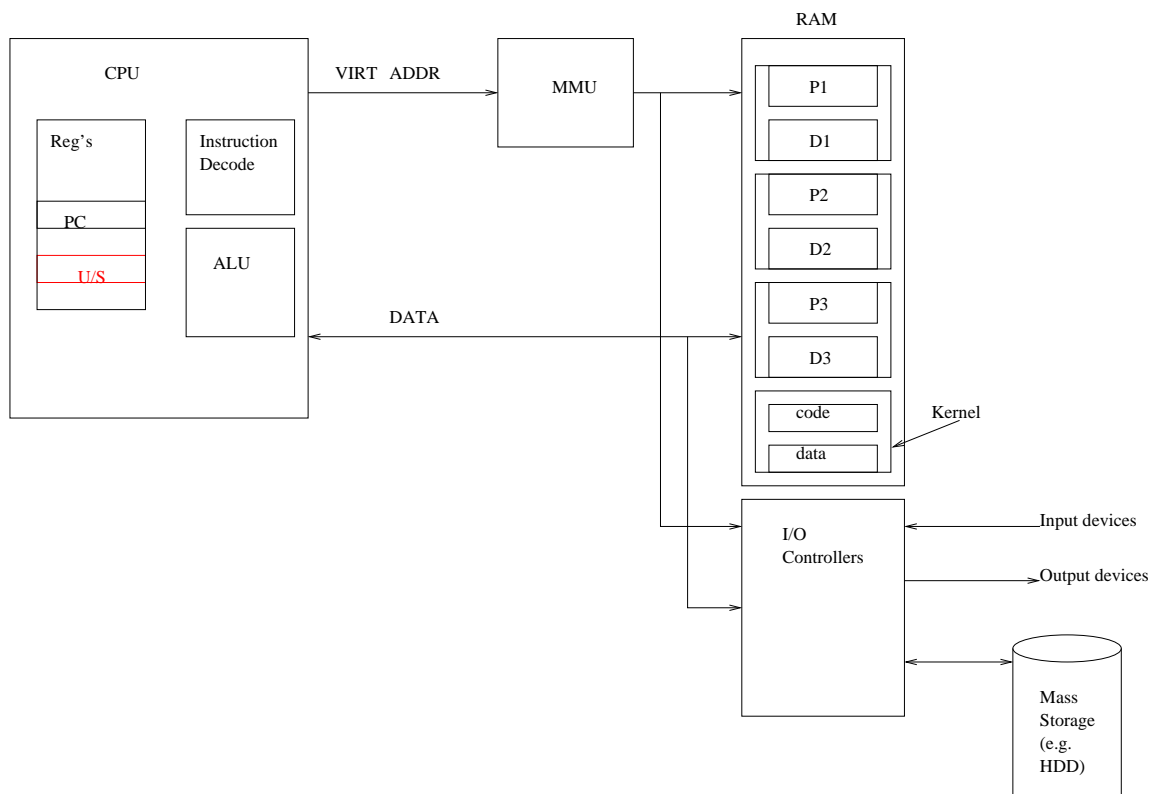 RAM
CPU
VIRT ADDR
MMU
P1
Reg's
Instruction
Decode
D1
P2
PC
D2
ALU
U/S
P3
DATA
D3
code
Kernel
data
I/O
Controllers
Input devices
Output devices
Mass
Storage
(e.g.
HDD)